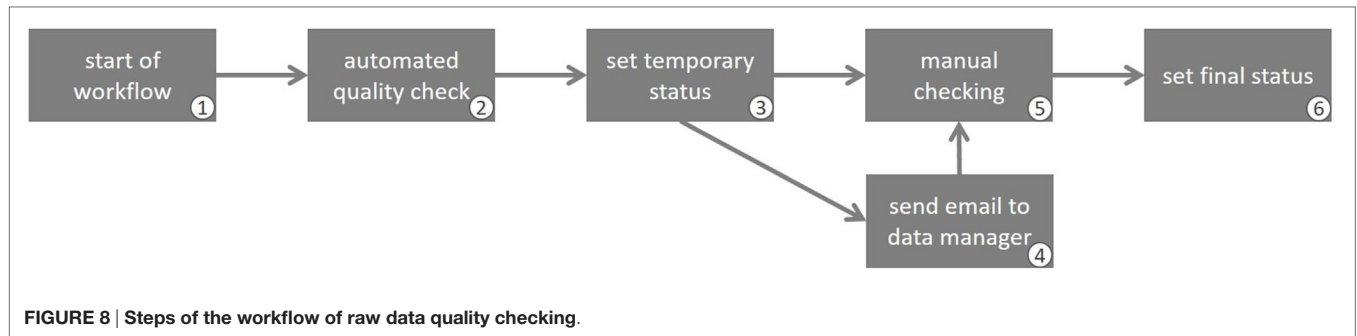 start of
workflow
1
automated
quality check
2
set temporary
status
3
manual
checking
5
set final status
6
send email to
data manager
4
FIGURE 8 | Steps of the workflow of raw data quality checking.